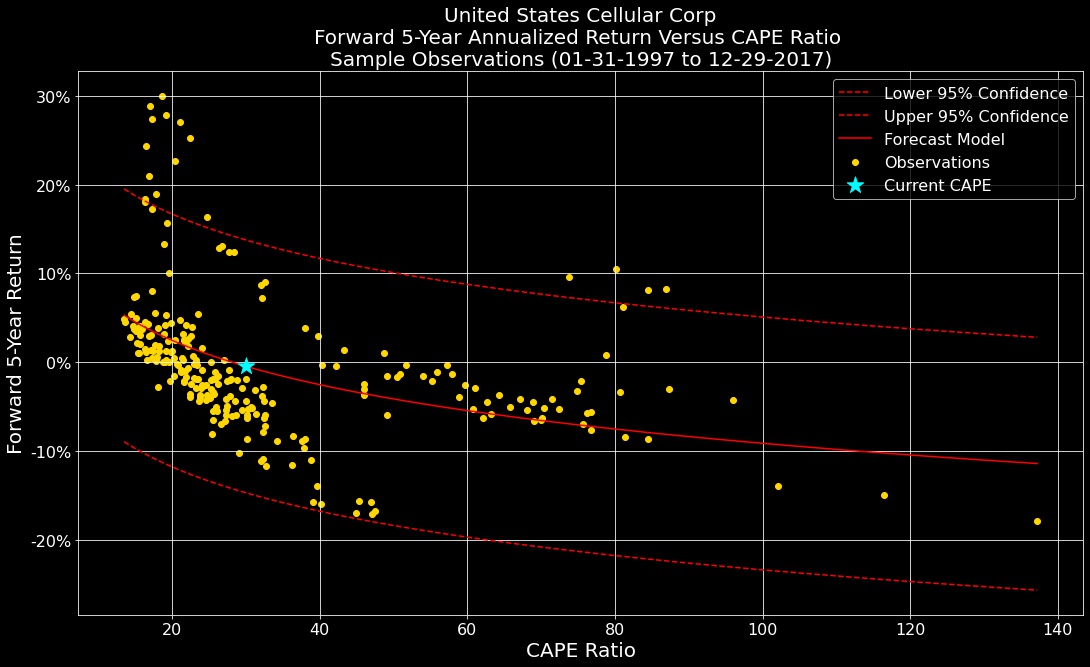 United States Cellular Corp
Forward 5-Year Annualized Return Versus CAPE Ratio
Sample Observations (01-31-1997 to 12-29-2017)
Lower 95% Confidence
Upper 95% Confidence
Forecast Model
Observations
Current CAPE
Forward 5-Year Return
30%
20%
10%
0%
-10%
-20%
20 40 60 80 100 120 140
CAPE Ratio